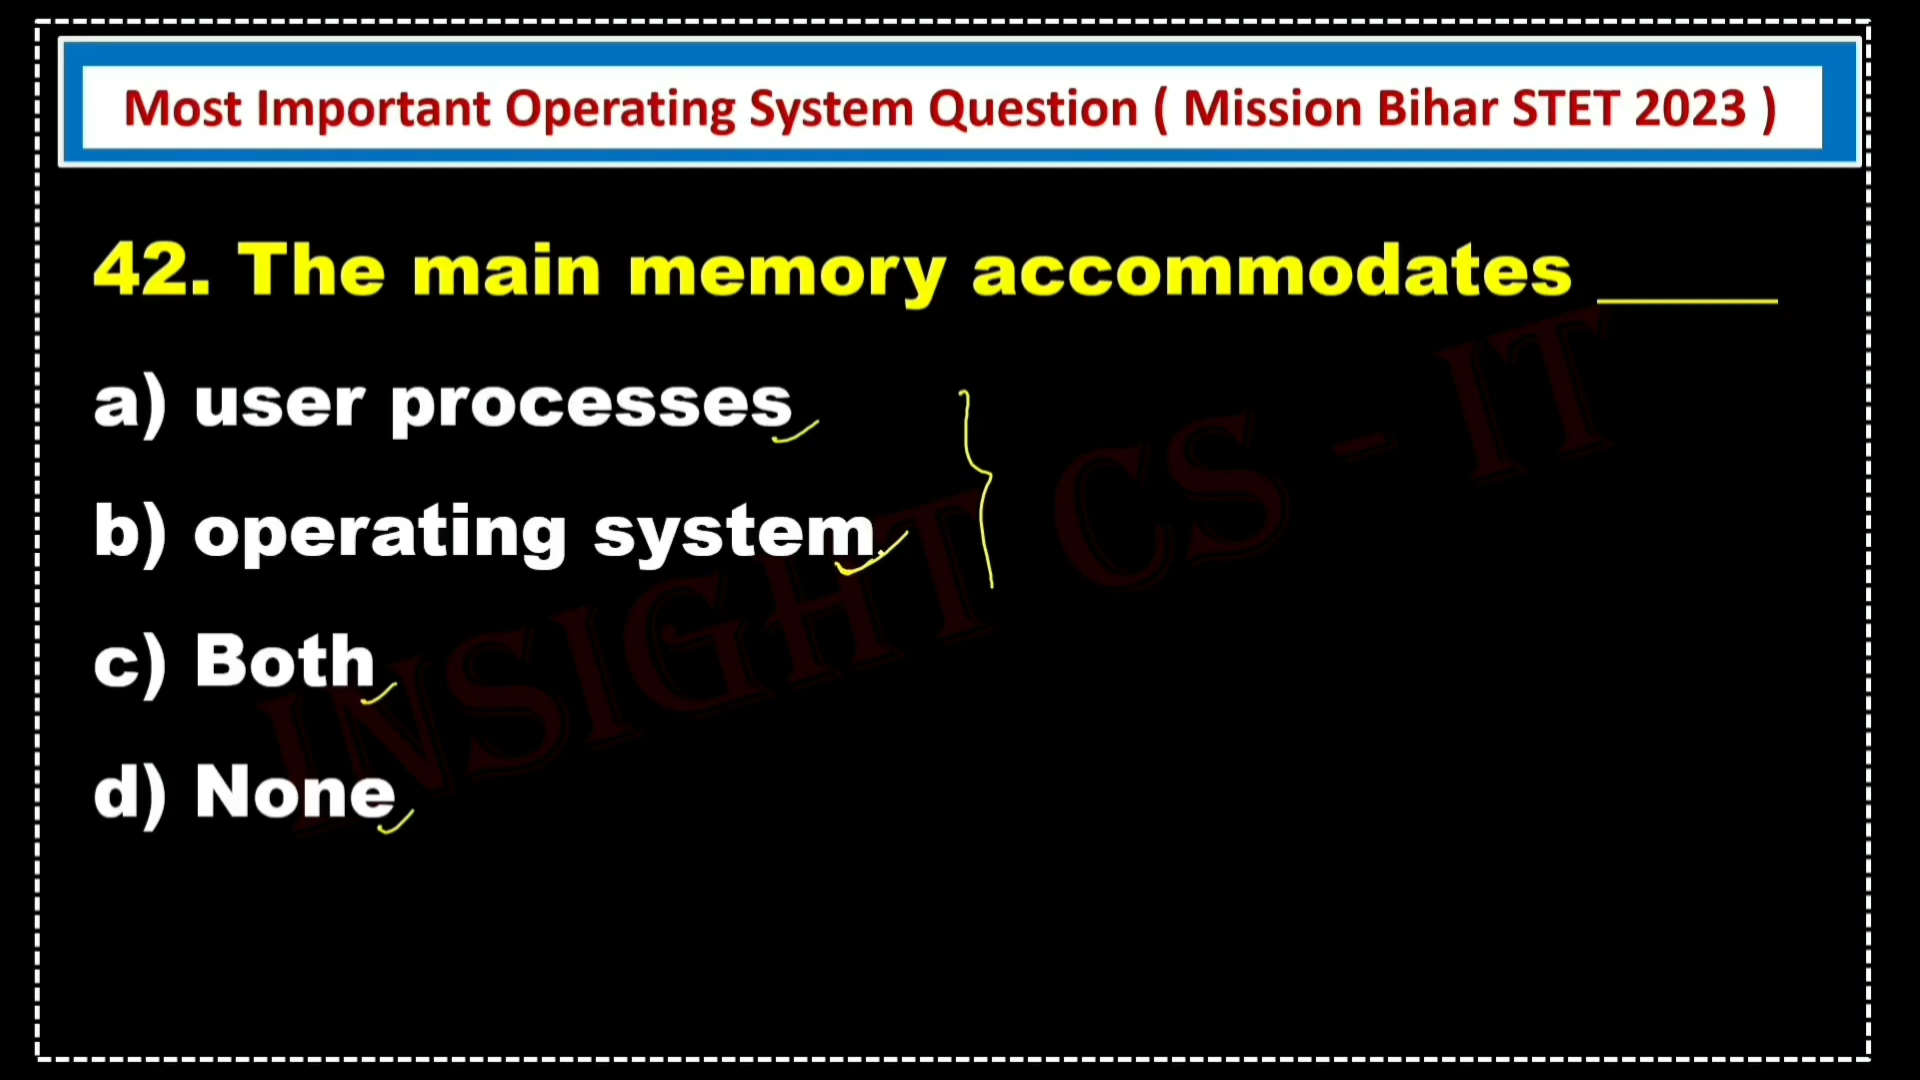 Most Important Operating System Question ( Mission Bihar STET 2023 )
42. The main memory accommodates _____
a) user processes
b) operating system
c) Both
d) None
INSIGHT CS - IT